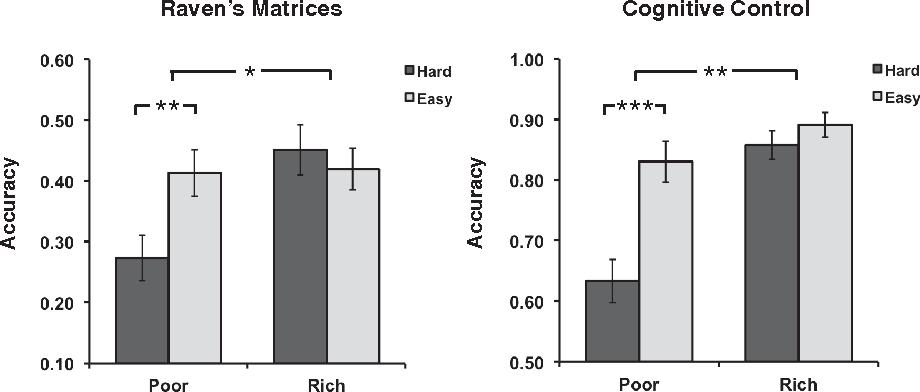 Raven's Matrices
Accuracy
0.60
0.50
0.40
0.30
0.20
0.10
*
**
Hard
Easy
Poor
Rich
Cognitive Control
Accuracy
1.00
0.90
0.80
0.70
0.60
0.50
**
***
Hard
Easy
Poor
Rich